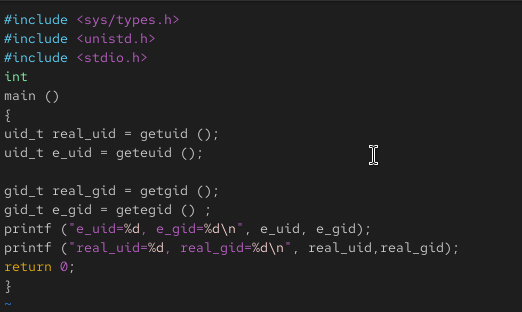 #include <sys/types.h>
#include <unistd.h>
#include <stdio.h>
int
main ()
{
uid_t real_uid = getuid ();
uid_t e_uid = geteuid ();
gid_t real_gid = getgid ();
gid_t e_gid = getegid () ;
printf ("e_uid=%d, e_gid=%d\n", e_uid, e_gid);
printf ("real_uid=%d, real_gid=%d\n", real_uid,real_gid);
return 0;
}
~